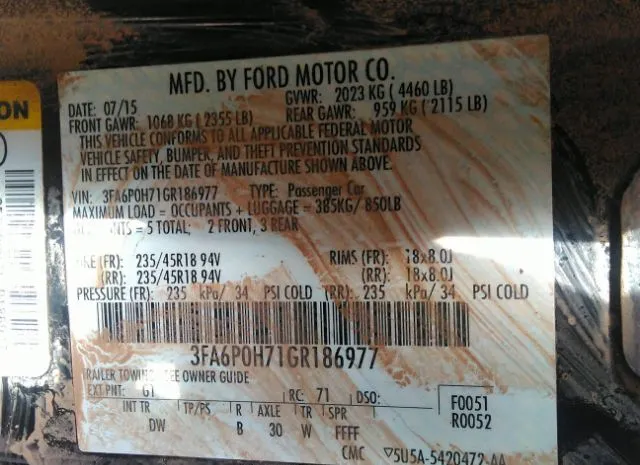 ON
MFD. BY FORD MOTOR CO.
DATE: 07/15 GVWR: 2023 KG ( 4460 LB)
FRONT GAWR: 1068 KG ( 2355 LB) REAR GAWR: 959 KG ( 2115 LB)
THIS VEHICLE CONFORMS TO ALL APPLICABLE FEDERAL MOTOR
VEHICLE SAFETY, BUMPER, AND THEFT PREVENTION STANDARDS
IN EFFECT ON THE DATE OF MANUFACTURE SHOWN ABOVE.
VIN: 3FA6P0H71GR186977 TYPE: Passenger Car
MAXIMUM LOAD = OCCUPANTS + LUGGAGE = 385KG/ 850LB
PANTS = 5 TOTAL: 2 FRONT, 3 REAR
RE (FR): 235/45R18 94V RIMS (FR): 18x8.0J
(RR): 235/45R18 94V (RR): 18x8.0J
PRESSURE (FR): 235 kPa/ 34 PSI COLD (RR): 235 kPa/ 34 PSI COLD
3FA6P0H71GR186977
TRAILER TOWING- SEE OWNER GUIDE
EXT PNT: G1 RC: 71 DSO: F0051
INT TR TP/PS R AXLE TR SPR R0052
DW B 30 W FFFF
CMC ▽5U5A-5420472-AA